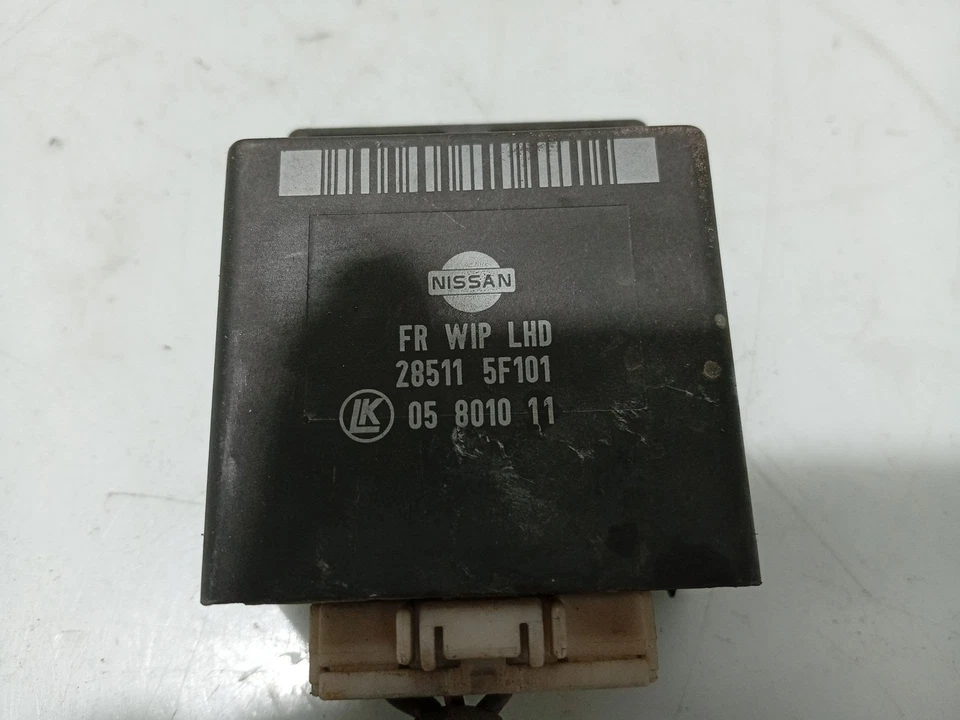 NISSAN
FR WIP LHD
28511 5F101
LK 05 8010 11